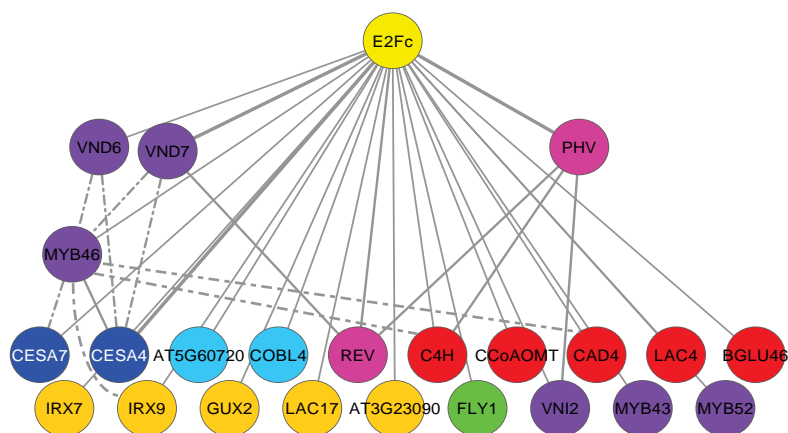 E2Fc
VND6
VND7
PHV
MYB46
CESA7
CESA4
AT5G60720
COBL4
REV
C4H
CCoAOMT
CAD4
LAC4
BGLU46
IRX7
IRX9
GUX2
LAC17
AT3G23090
FLY1
VNI2
MYB43
MYB52